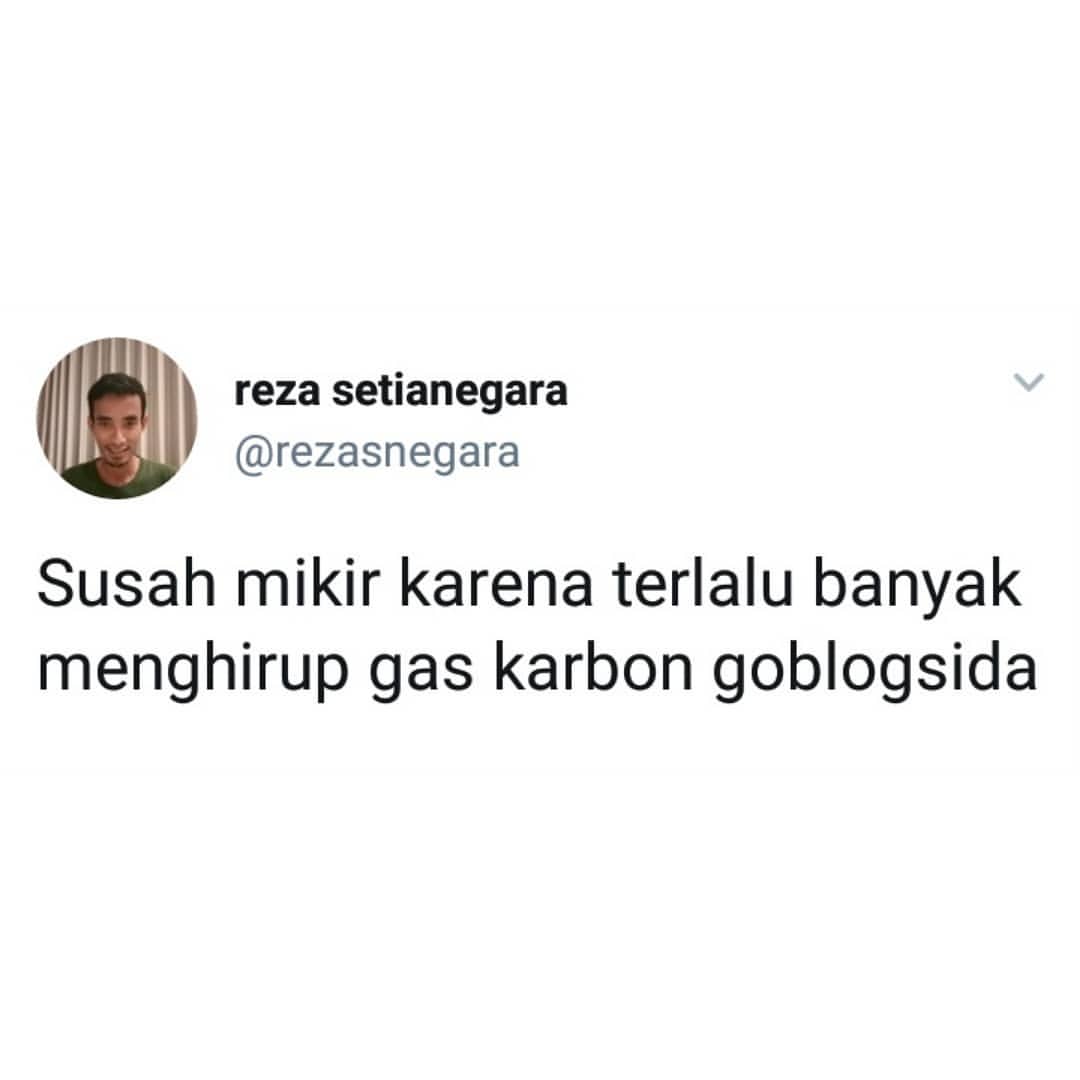 reza setianegara
@rezasnegara
Susah mikir karena terlalu banyak
menghirup gas karbon goblogsida